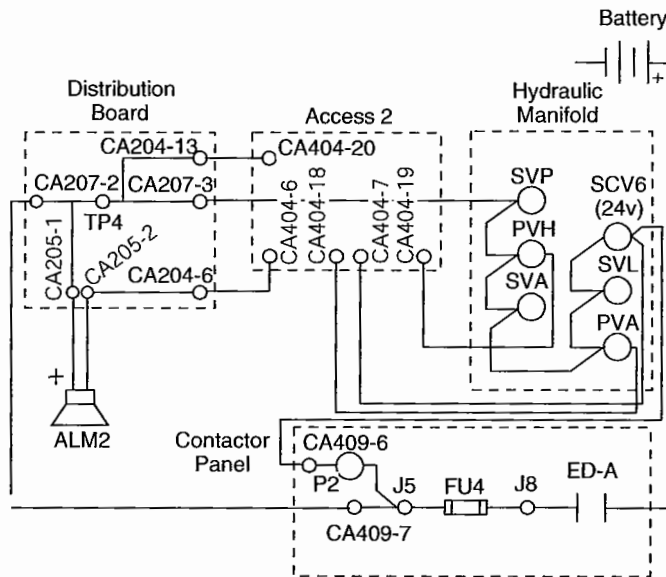 Battery
+
Distribution
Board
Access 2
Hydraulic
Manifold
CA204-13
CA404-20
CA207-2
CA207-3
TP4
CA205-1
CA205-2
CA204-6
CA404-6
CA404-18
CA404-7
CA404-19
SVP
SCV6
(24v)
PVH
SVL
SVA
PVA
+
ALM2
Contactor
Panel
CA409-6
P2
J5
FU4
J8
ED-A
CA409-7